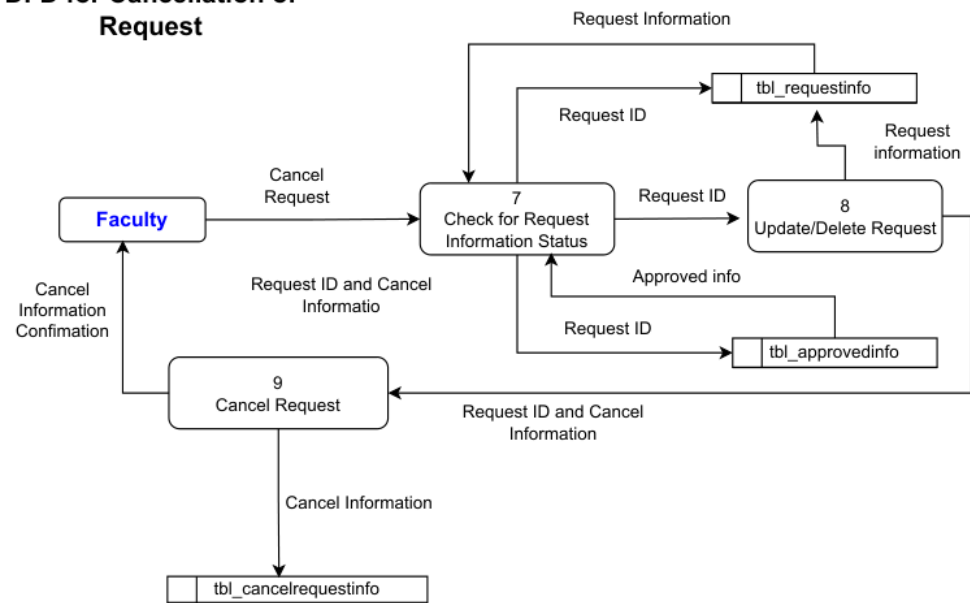 Request
Request Information
tbl_requestinfo
Request ID
Request
information
Cancel
Request
7
Check for Request
Information Status
Request ID
8
Update/Delete Request
Faculty
Approved info
Request ID and Cancel
Informatio
Cancel
Information
Confimation
Request ID
tbl_approvedinfo
9
Cancel Request
Request ID and Cancel
Information
Cancel Information
tbl_cancelrequestinfo